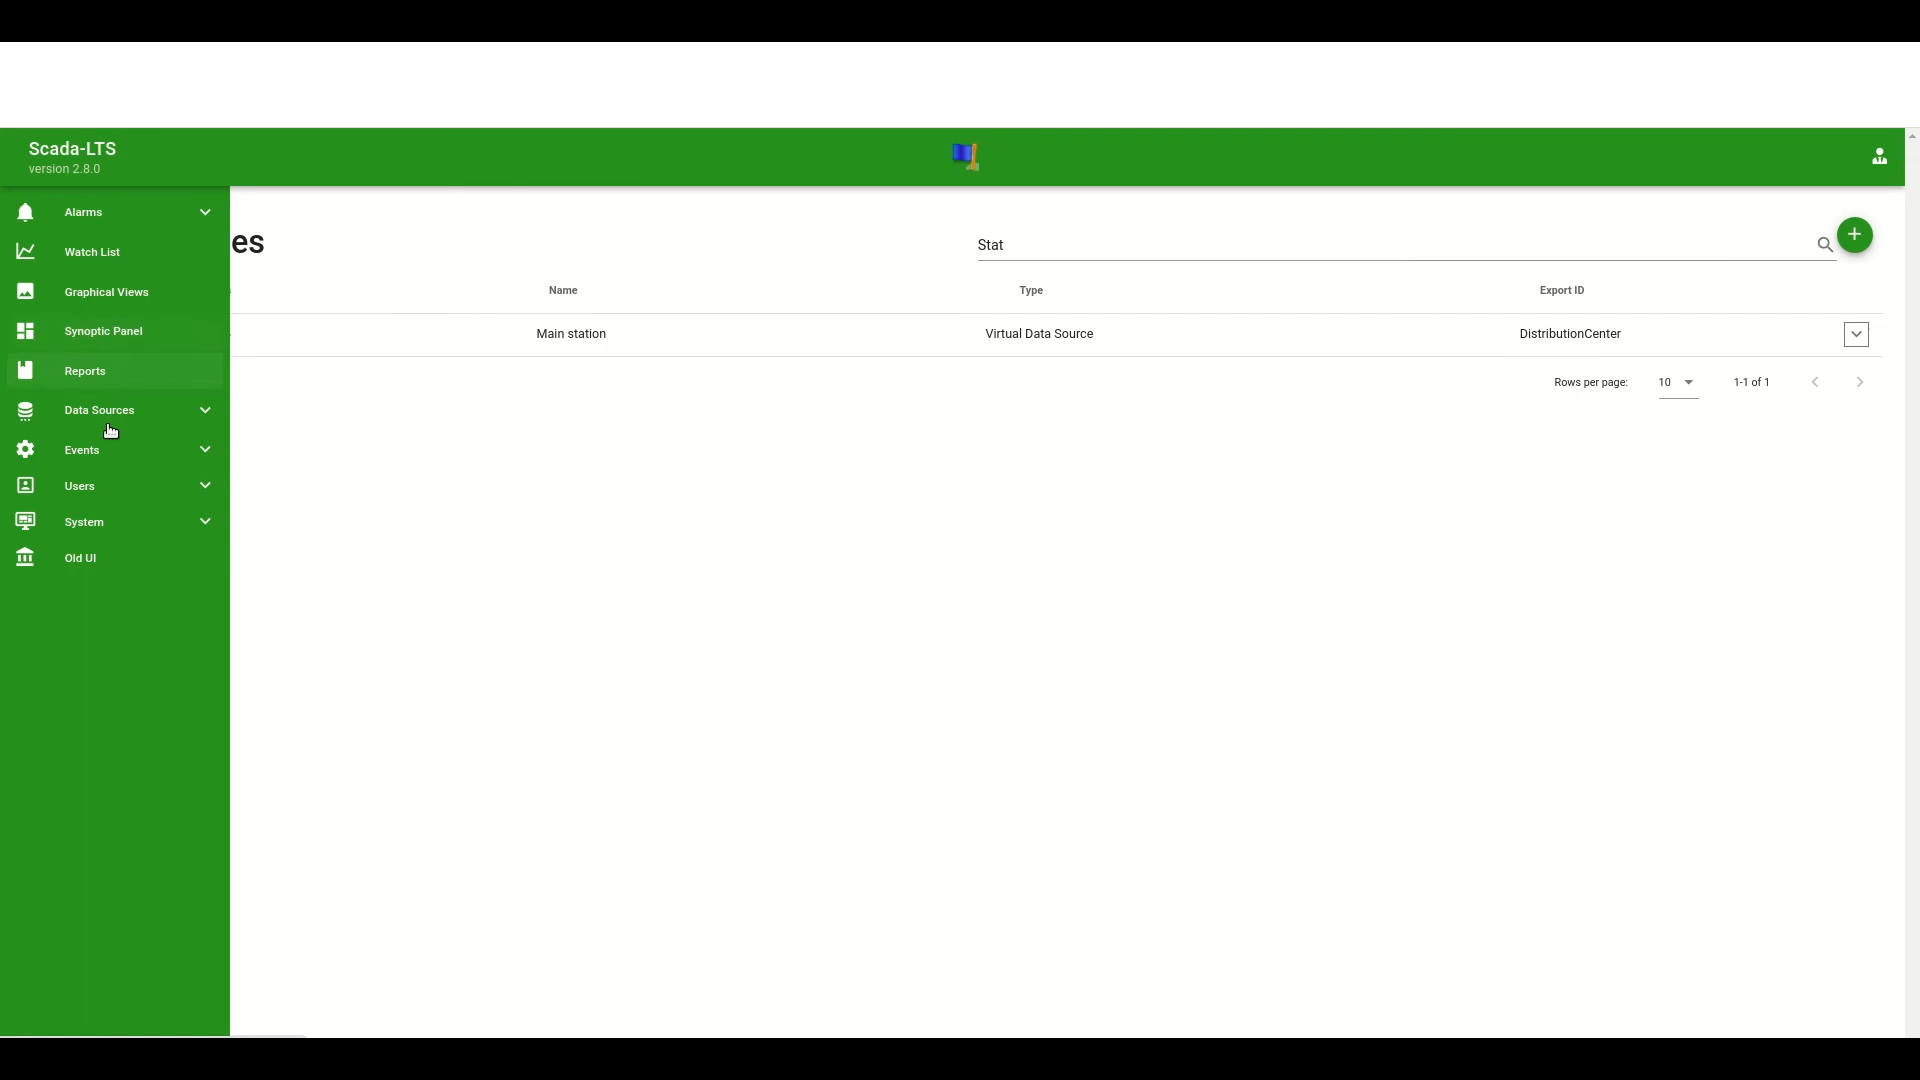 Scada-LTS
version 2.8.0
Alarms
Watch List
Graphical Views
Synoptic Panel
Reports
Data Sources
Events
Users
System
Old UI
es
Stat
Name Type Export ID
Main station Virtual Data Source DistributionCenter
Rows per page: 10 1-1 of 1